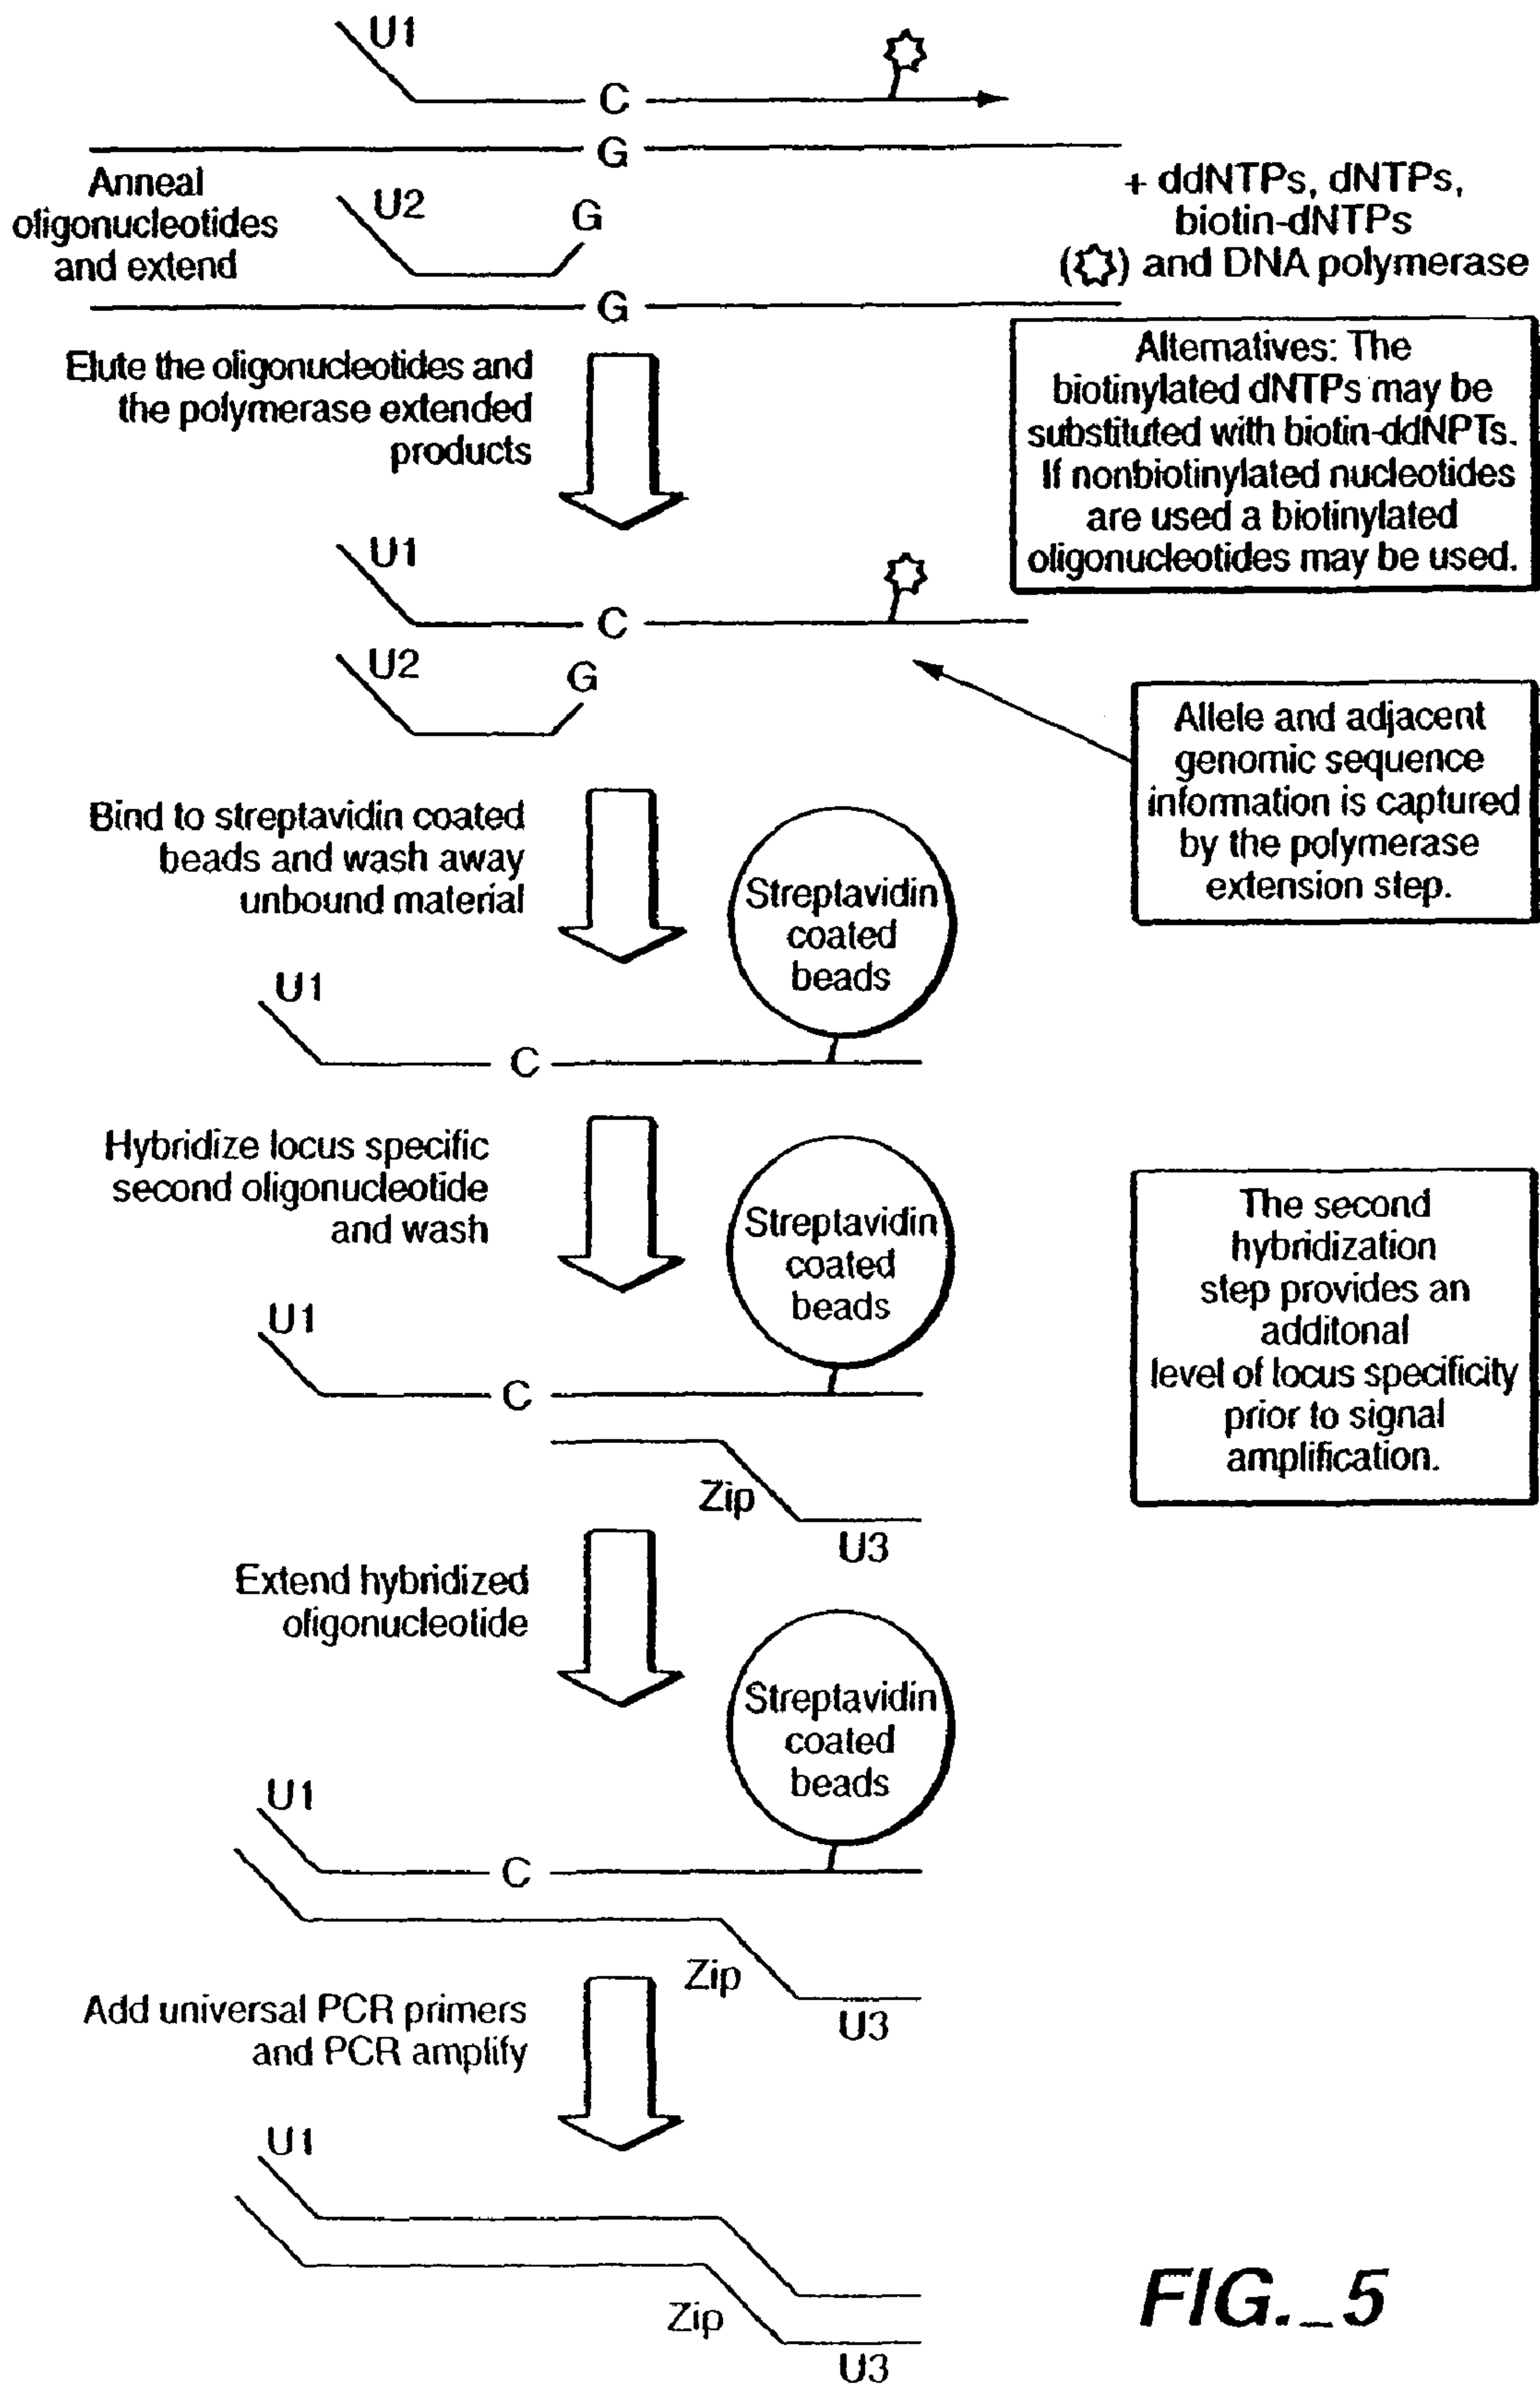 U1
C
G
Anneal
oligonucleotides
and extend
U2
G
G
+ ddNTPs, dNTPs,
biotin-dNTPs
( ) and DNA polymerase
Elute the oligonucleotides and
the polymerase extended
products
Alternatives: The
biotinylated dNTPs may be
substituted with biotin-ddNPTs.
If nonbiotinylated nucleotides
are used a biotinylated
oligonucleotides may be used.
U1
C
U2
G
Allele and adjacent
genomic sequence
information is captured
by the polymerase
extension step.
Bind to streptavidin coated
beads and wash away
unbound material
Streptavidin
coated
beads
U1
C
Hybridize locus specific
second oligonucleotide
and wash
Streptavidin
coated
beads
The second
hybridization
step provides an
additonal
level of locus specificity
prior to signal
amplification.
U1
C
Zip
U3
Extend hybridized
oligonucleotide
Streptavidin
coated
beads
U1
C
Zip
U3
Add universal PCR primers
and PCR amplify
U1
Zip
U3
FIG._5